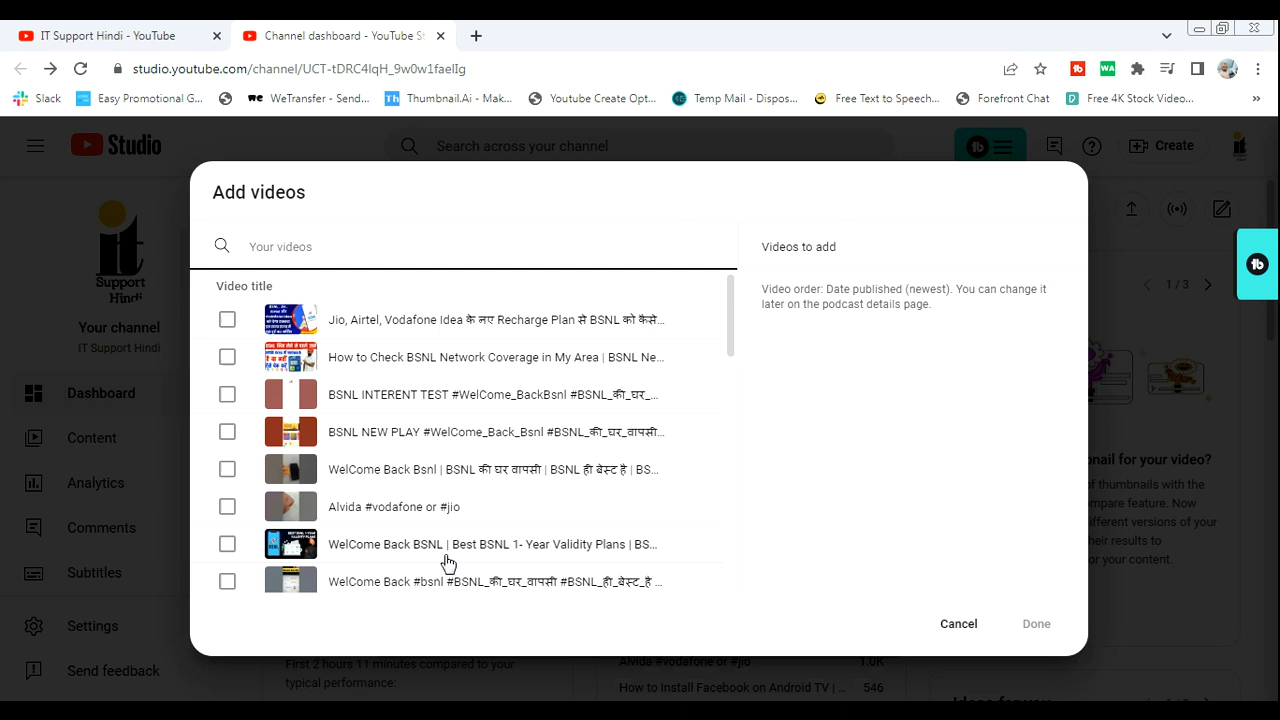 IT Support Hindi - YouTube
Channel dashboard - YouTube St
studio.youtube.com/channel/UCT-tDRC4IqH_9w0w1faelIg
Slack
Easy Promotional G...
WeTransfer - Send...
Thumbnail.Ai - Mak...
Youtube Create Opt...
Temp Mail - Dispos...
Free Text to Speech...
Forefront Chat
Free 4K Stock Video...
Studio
Search across your channel
Create
Add videos
Your videos
Videos to add
Video order: Date published (newest). You can change it
later on the podcast details page.
Video title
Jio, Airtel, Vodafone Idea के नए Recharge Plan से BSNL को कैसे...
How to Check BSNL Network Coverage in My Area | BSNL Ne...
BSNL INTERENT TEST #WelCome_BackBsnl #BSNL_की_घर_...
BSNL NEW PLAY #WelCome_Back_Bsnl #BSNL_की_घर_वापसी...
WelCome Back Bsnl | BSNL की घर वापसी | BSNL ही बेस्ट है | BS...
Alvida #vodafone or #jio
WelCome Back BSNL | Best BSNL 1- Year Validity Plans | BS...
WelCome Back #bsnl #BSNL_की_घर_वापसी #BSNL_ही_बेस्ट_है ...
Cancel
Done
it
Support
Hindi
Your channel
IT Support Hindi
Dashboard
Content
Analytics
Comments
Subtitles
Settings
Send feedback
1 / 3
nail for your video?
of thumbnails with the
mpare feature. Now
ifferent versions of your
heir results to
or your content.
First 2 hours 11 minutes compared to your
typical performance:
Alvida #vodafone or #jio
1.0K
How to Install Facebook on Android TV | ...
546